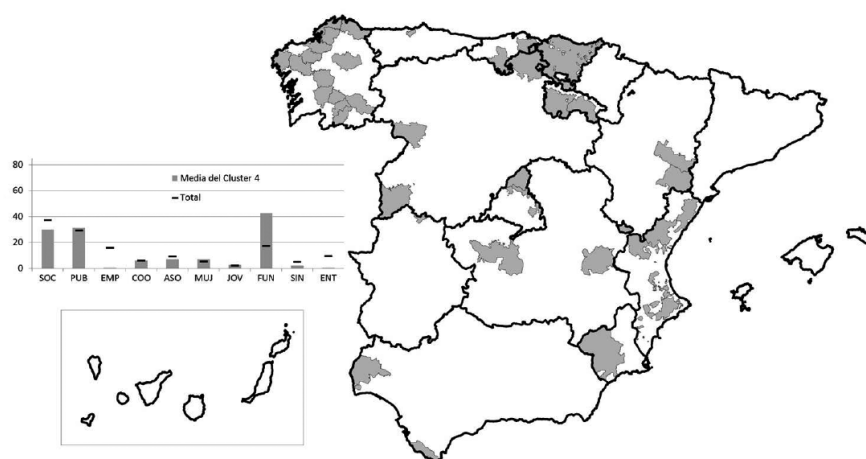 80
Media del Cluster 4
60
Total
40
20
0
SOC PUB EMP COO ASO MUJ JOV FUN SIN ENT